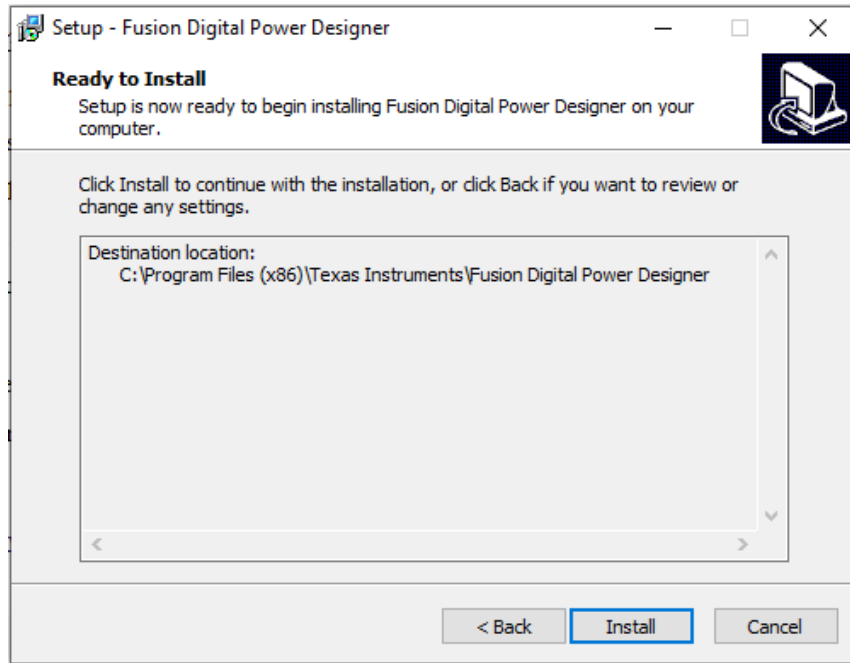 Setup - Fusion Digital Power Designer
Ready to Install
Setup is now ready to begin installing Fusion Digital Power Designer on your
computer.
Click Install to continue with the installation, or click Back if you want to review or
change any settings.
Destination location:
C:\Program Files (x86)\Texas Instruments\Fusion Digital Power Designer
< Back
Install
Cancel